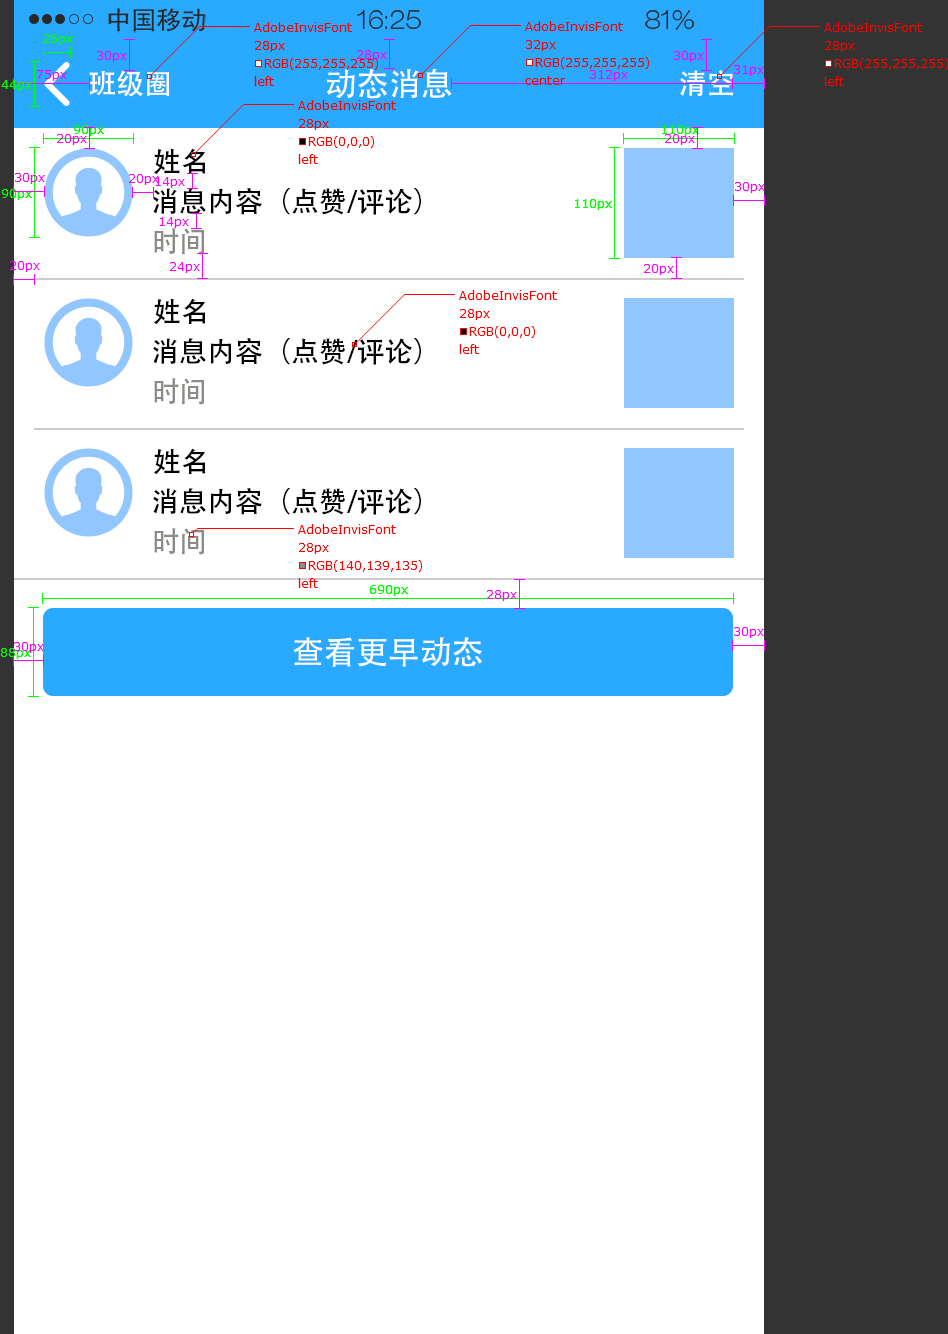 中国移动 16:25 81%
AdobeInvisFont
28px
RGB(255,255,255)
left
AdobeInvisFont
32px
RGB(255,255,255)
center
AdobeInvisFont
28px
RGB(255,255,255)
left
30px
28px
30px
75px
312px
31px
44px
班级圈 动态消息 清空
AdobeInvisFont
28px
RGB(0,0,0)
left
90px
20px
110px
20px
姓名
30px
20px
14px
30px
90px
消息内容（点赞/评论）
110px
14px
时间
20px
24px
20px
AdobeInvisFont
28px
RGB(0,0,0)
left
姓名
消息内容（点赞/评论）
时间
姓名
消息内容（点赞/评论）
时间
AdobeInvisFont
28px
RGB(140,139,135)
left
690px
28px
30px
30px
88px
查看更早动态